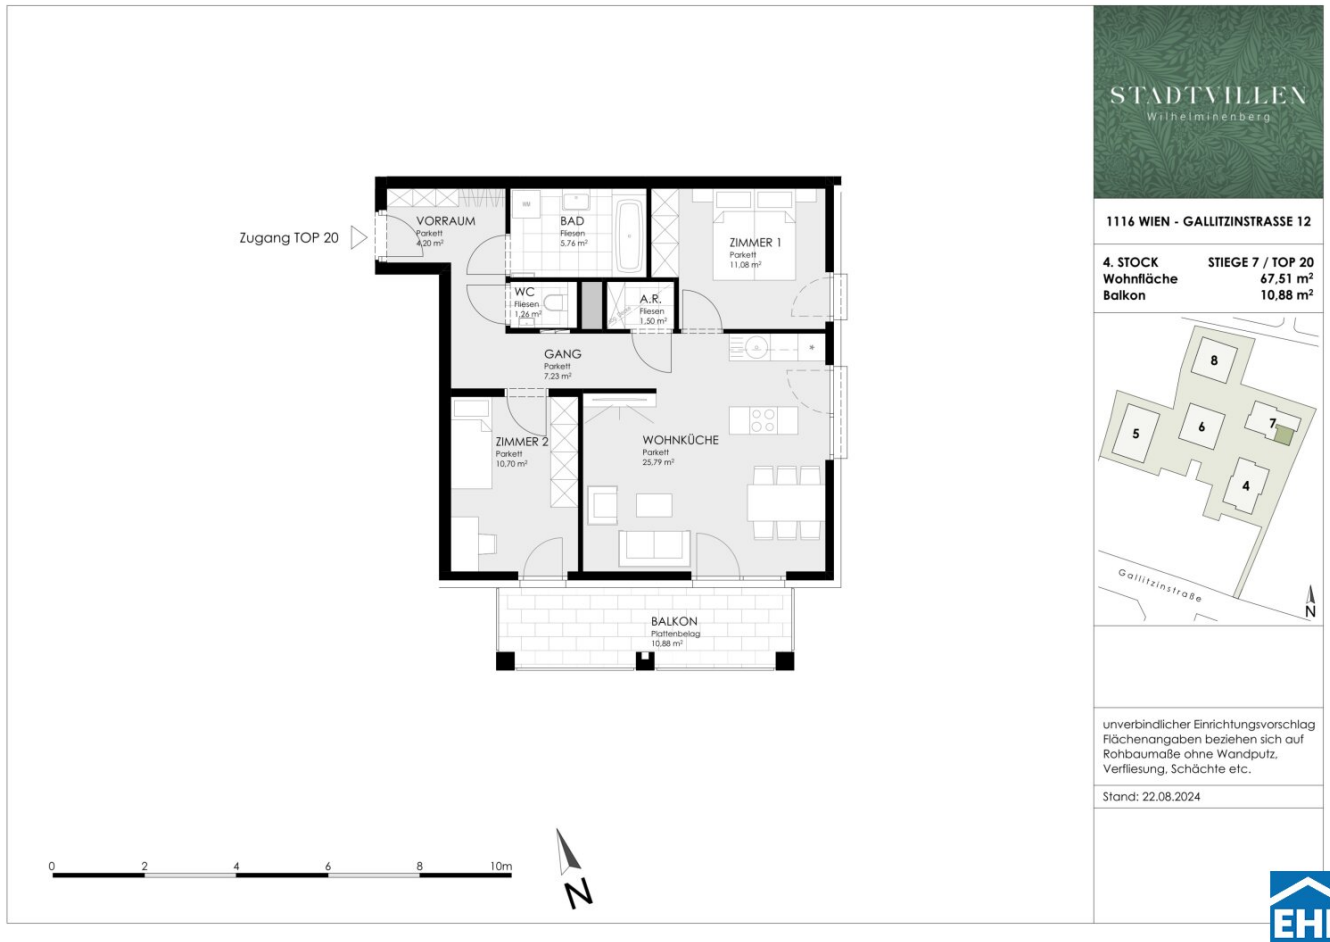 STADTVILLEN
Wilhelminenberg
1116 WIEN - GALLITZINSTRASSE 12
4. STOCK STIEGE 7 / TOP 20
Wohnfläche 67,51 m²
Balkon 10,88 m²
8
7
6
5
4
Gallitzinstraße
N
unverbindlicher Einrichtungsvorschlag
Flächenangaben beziehen sich auf
Rohbaumaße ohne Wandputz,
Verfliesung, Schächte etc.
Stand: 22.08.2024
Zugang TOP 20
VORRAUM
Parkett
4,20 m²
BAD
Fliesen
5,76 m²
ZIMMER 1
Parkett
11,08 m²
WC
Fliesen
1,26 m²
A.R.
Fliesen
1,50 m²
GANG
Parkett
7,23 m²
ZIMMER 2
Parkett
10,70 m²
WOHNKÜCHE
Parkett
25,79 m²
BALKON
Plattenbelag
10,88 m²
0 2 4 6 8 10m
N